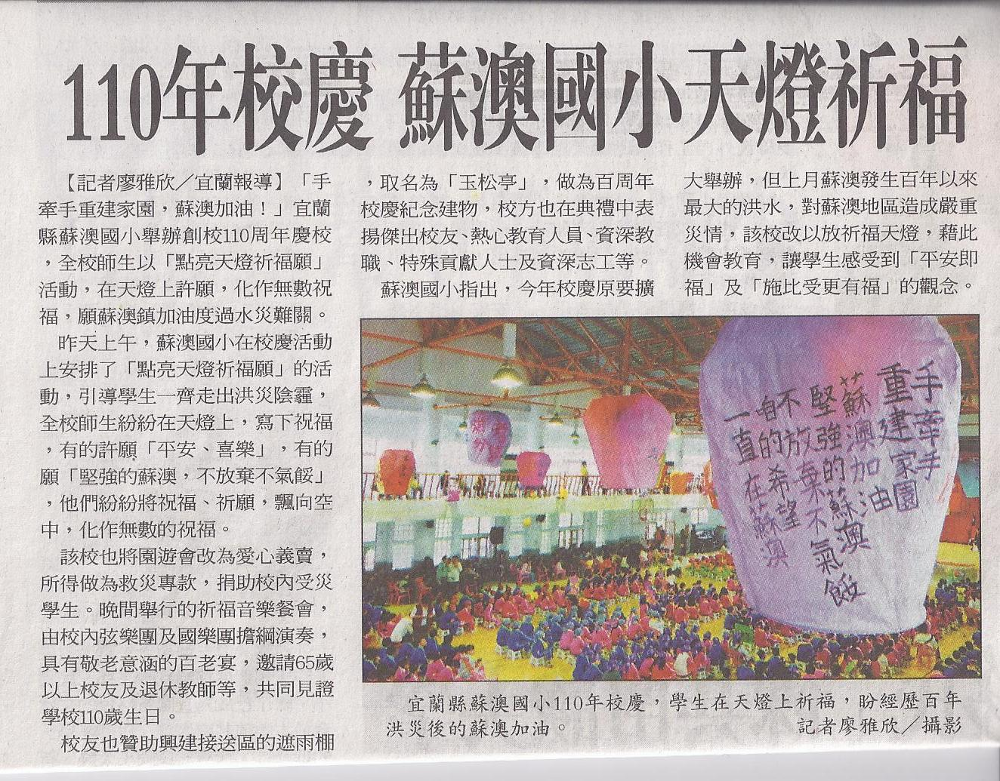 110年校慶 蘇澳國小天燈祈福
【記者廖雅欣／宜蘭報導】「手
牽手重建家園，蘇澳加油！」宜蘭
縣蘇澳國小舉辦創校110周年慶校
，全校師生以「點亮天燈祈福願」
活動，在天燈上許願，化作無數祝
福，願蘇澳鎮加油度過水災難關。
昨天上午，蘇澳國小在校慶活動
上安排了「點亮天燈祈福願」的活
動，引導學生一齊走出洪災陰霾，
全校師生紛紛在天燈上，寫下祝福
，有的許願「平安、喜樂」，有的
願「堅強的蘇澳，不放棄不氣餒」
，他們紛紛將祝福、祈願，飄向空
中，化作無數的祝福。
該校也將園遊會改為愛心義賣，
所得做為救災專款，捐助校內受災
學生。晚間舉行的祈福音樂餐會，
由校內弦樂團及國樂團擔綱演奏，
具有敬老意涵的百老宴，邀請65歲
以上校友及退休教師等，共同見證
學校110歲生日。
校友也贊助興建接送區的遮雨棚
，取名為「玉松亭」，做為百周年
校慶紀念建物，校方也在典禮中表
揚傑出校友、熱心教育人員、資深教
職、特殊貢獻人士及資深志工等。
蘇澳國小指出，今年校慶原要擴
大舉辦，但上月蘇澳發生百年以來
最大的洪水，對蘇澳地區造成嚴重
災情，該校改以放祈福天燈，藉此
機會教育，讓學生感受到「平安即
福」及「施比受更有福」的觀念。
手牽手
重建家園
蘇澳加油
堅強的蘇澳
不放棄不氣餒
咱的希望
一直在蘇澳
宜蘭縣蘇澳國小110年校慶，學生在天燈上祈福，盼經歷百年
洪災後的蘇澳加油。 記者廖雅欣／攝影